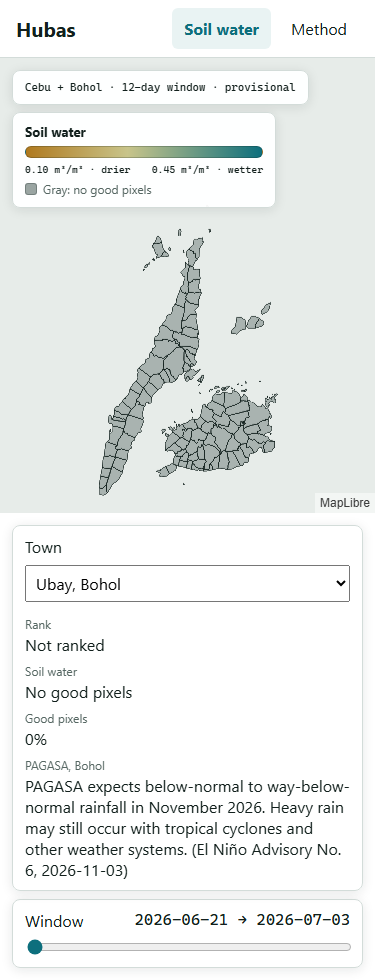 Hubas
Soil water
Method
Cebu + Bohol · 12-day window · provisional
Soil water
0.10 m³/m³ · drier
0.45 m³/m³ · wetter
Gray: no good pixels
MapLibre
Town
Ubay, Bohol
Rank
Not ranked
Soil water
No good pixels
Good pixels
0%
PAGASA, Bohol
PAGASA expects below-normal to way-below-
normal rainfall in November 2026. Heavy rain
may still occur with tropical cyclones and
other weather systems. (El Niño Advisory No.
6, 2026-11-03)
Window
2026-06-21 → 2026-07-03